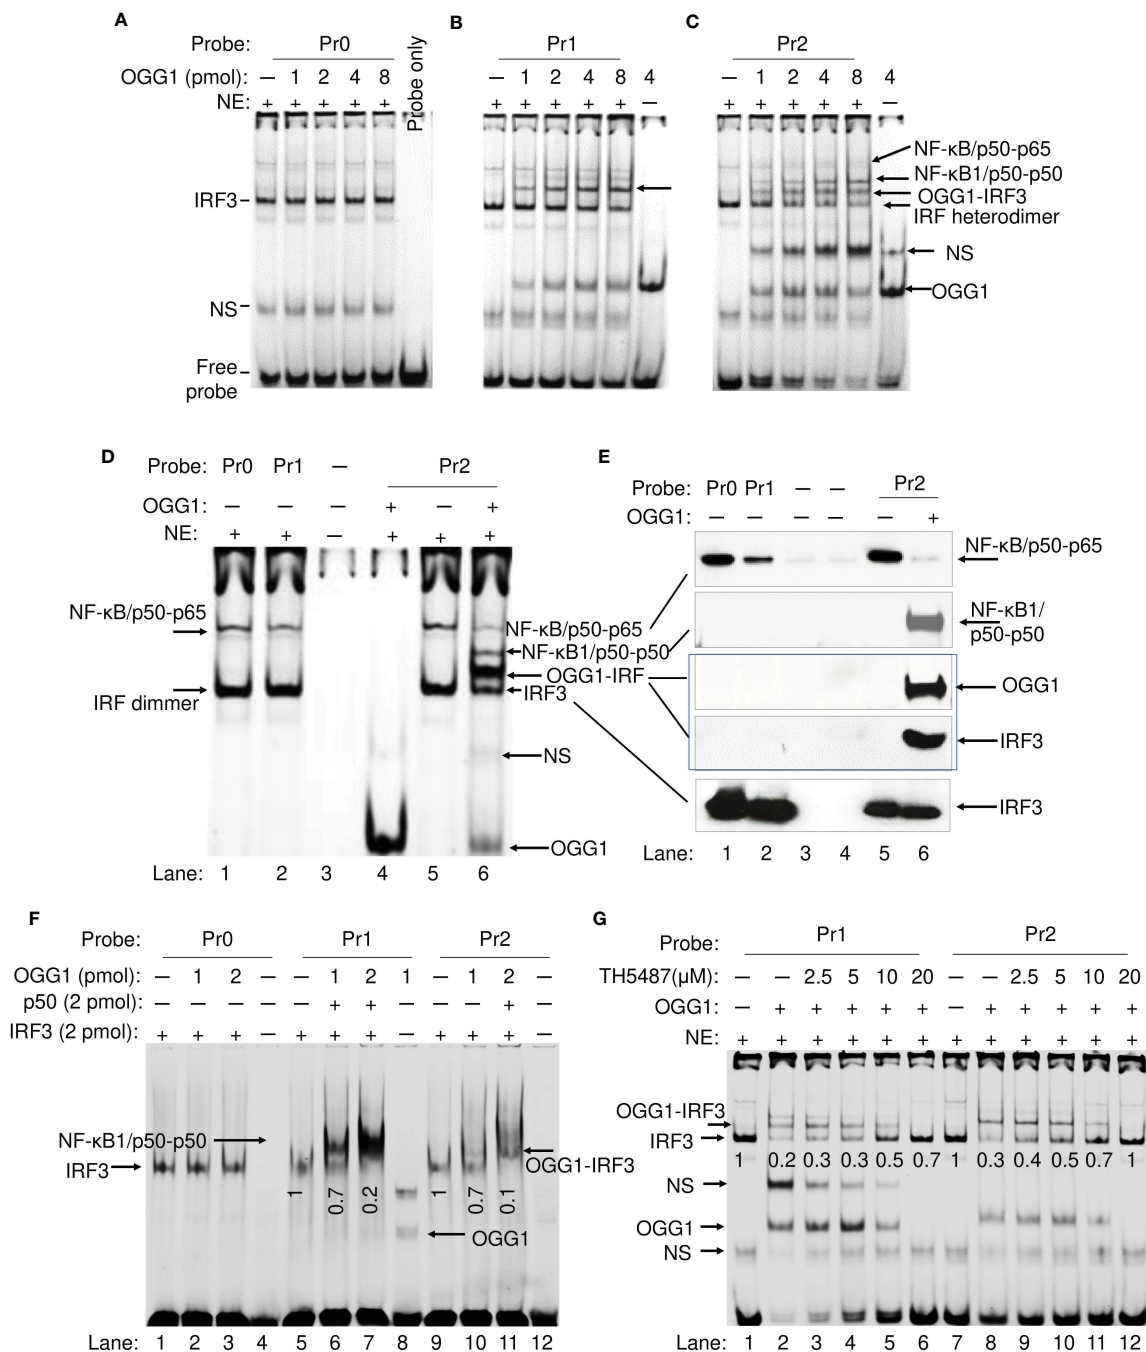 A
Probe: Pr0 Probe only
OGG1 (pmol): – 1 2 4 8
NE: + + + + +
IRF3
NS
Free
probe
B
Pr1
– 1 2 4 8 4
+ + + + + –
C
Pr2
– 1 2 4 8 4
+ + + + + –
NF-κB/p50-p65
NF-κB1/p50-p50
OGG1-IRF3
IRF heterodimer
NS
OGG1
D
Probe: Pr0 Pr1 – Pr2
OGG1: – – – + – +
NE: + + – + + +
NF-κB/p50-p65
IRF dimmer
NF-κB/p50-p65
NF-κB1/p50-p50
OGG1-IRF
IRF3
NS
OGG1
Lane: 1 2 3 4 5 6
E
Probe: Pr0 Pr1 – – Pr2
OGG1: – – – – – +
NF-κB/p50-p65
NF-κB1/
p50-p50
OGG1
IRF3
IRF3
Lane: 1 2 3 4 5 6
F
Probe: Pr0 Pr1 Pr2
OGG1 (pmol): – 1 2 – – 1 2 1 – 1 2 –
p50 (2 pmol): + + +
IRF3 (2 pmol): + + + – + + + – + + + –
NF-κB1/p50-p50
IRF3
OGG1-IRF3
1 0.7 0.2 1 0.7 0.1
OGG1
Lane: 1 2 3 4 5 6 7 8 9 10 11 12
G
Probe: Pr1 Pr2
TH5487(μM): – – 2.5 5 10 20 – – 2.5 5 10 20
OGG1: – + + + + + – + + + + +
NE: + + + + + + + + + + + +
OGG1-IRF3
IRF3
1 0.2 0.3 0.3 0.5 0.7 1 0.3 0.4 0.5 0.7 1
NS
OGG1
NS
Lane: 1 2 3 4 5 6 7 8 9 10 11 12